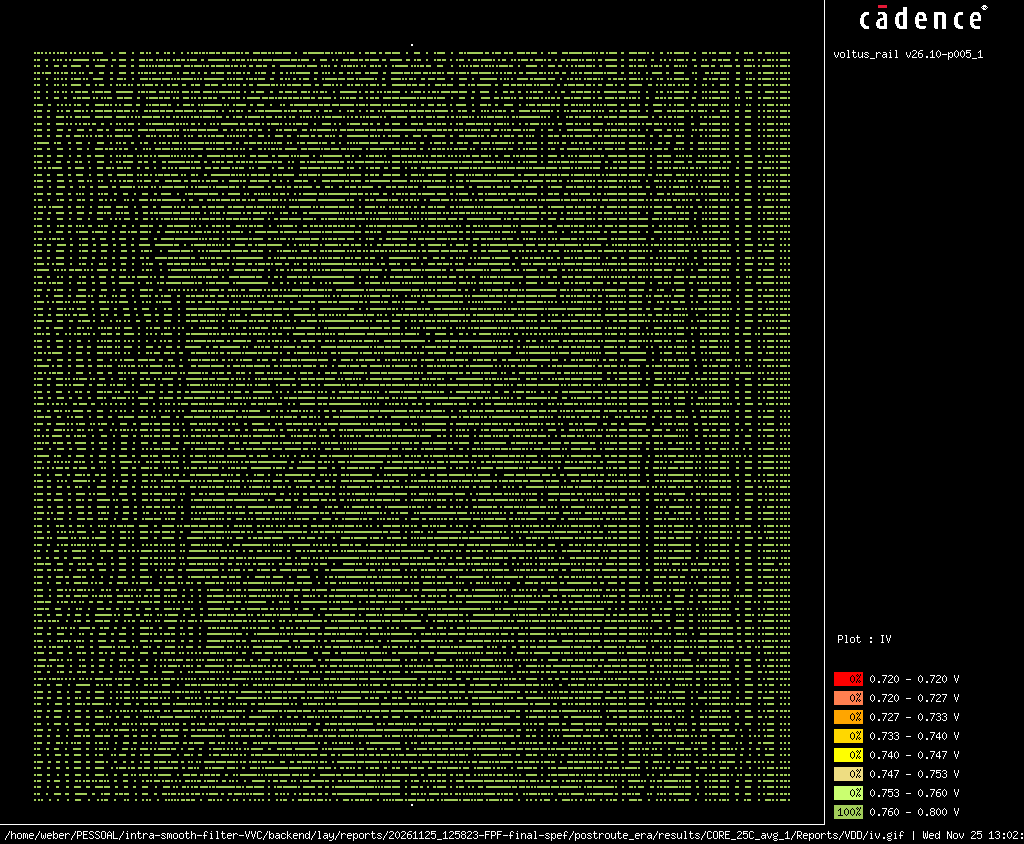 cādence®
voltus_rail v26.10-p005_1
Plot : IV
0% 0.720 - 0.720 V
0% 0.720 - 0.727 V
0% 0.727 - 0.733 V
0% 0.733 - 0.740 V
0% 0.740 - 0.747 V
0% 0.747 - 0.753 V
0% 0.753 - 0.760 V
100% 0.760 - 0.800 V
/home/weber/PESSOAL/intra-smooth-filter-VVC/backend/lay/reports/20261125_125823-FPF-final-spef/postroute_era/results/CORE_25C_avg_1/Reports/VDD/iv.gif | Wed Nov 25 13:02: